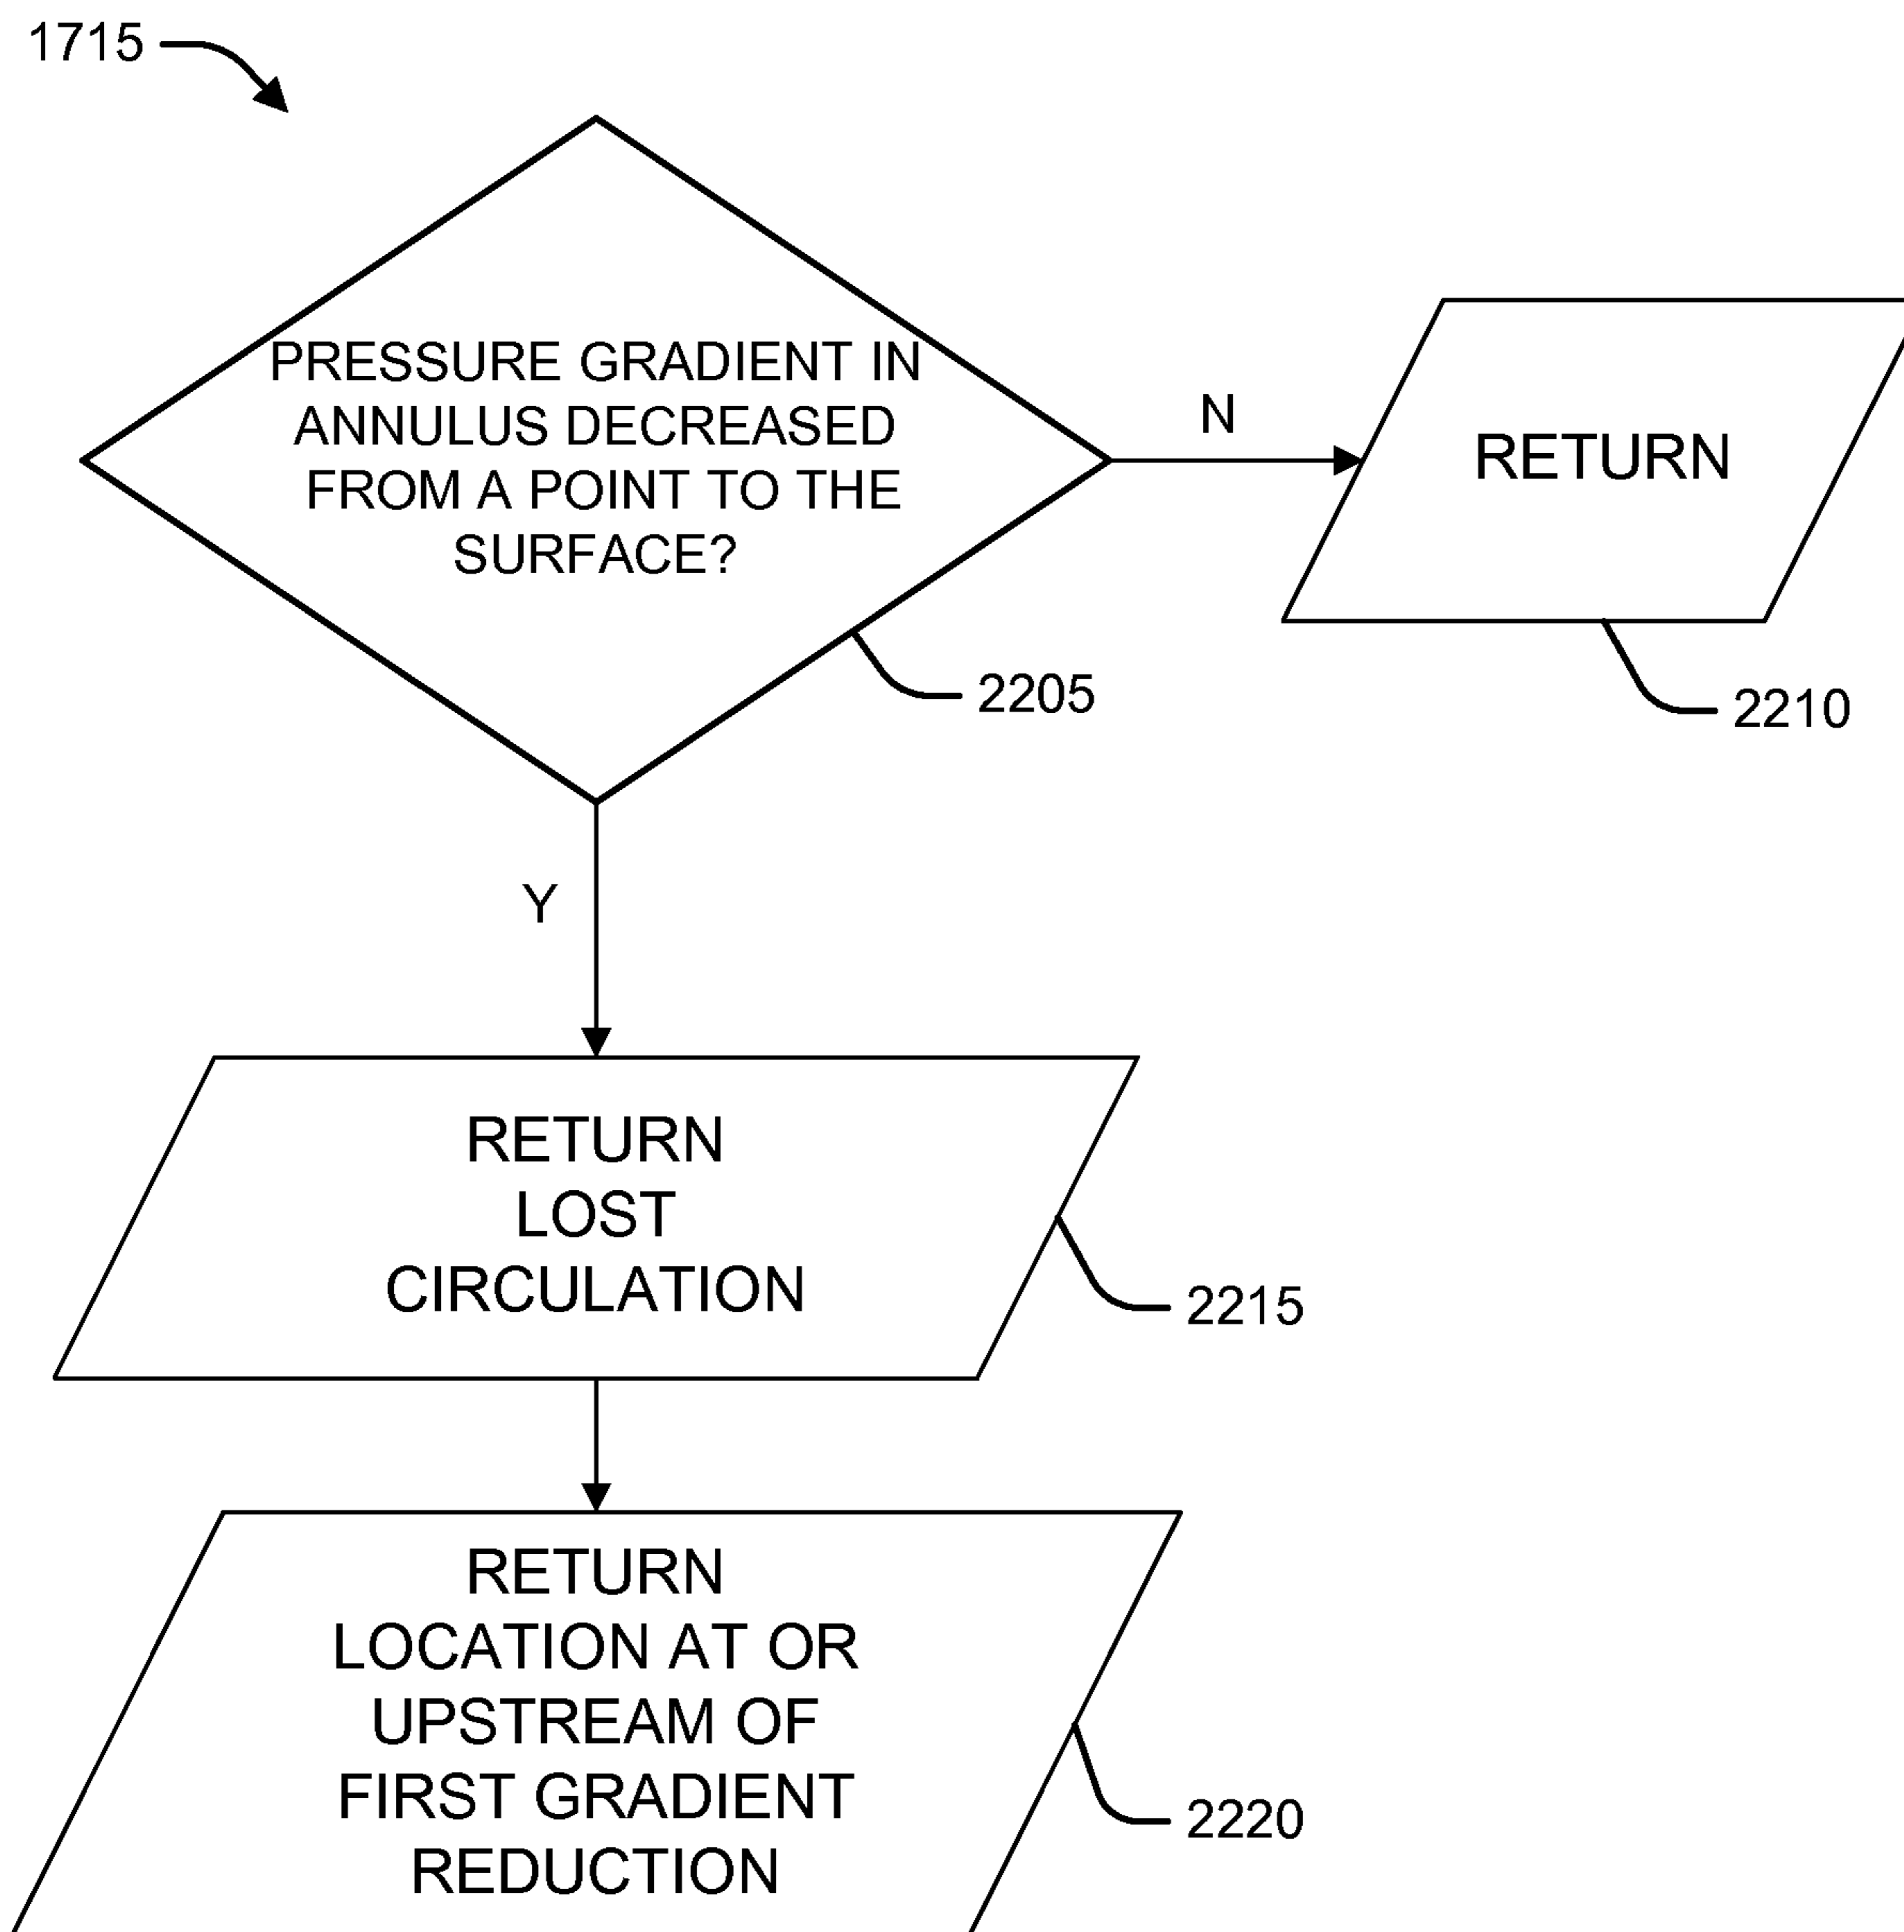 1715
PRESSURE GRADIENT IN
ANNULUS DECREASED
FROM A POINT TO THE
SURFACE?
N
RETURN
2205
2210
Y
RETURN
LOST
CIRCULATION
2215
RETURN
LOCATION AT OR
UPSTREAM OF
FIRST GRADIENT
REDUCTION
2220